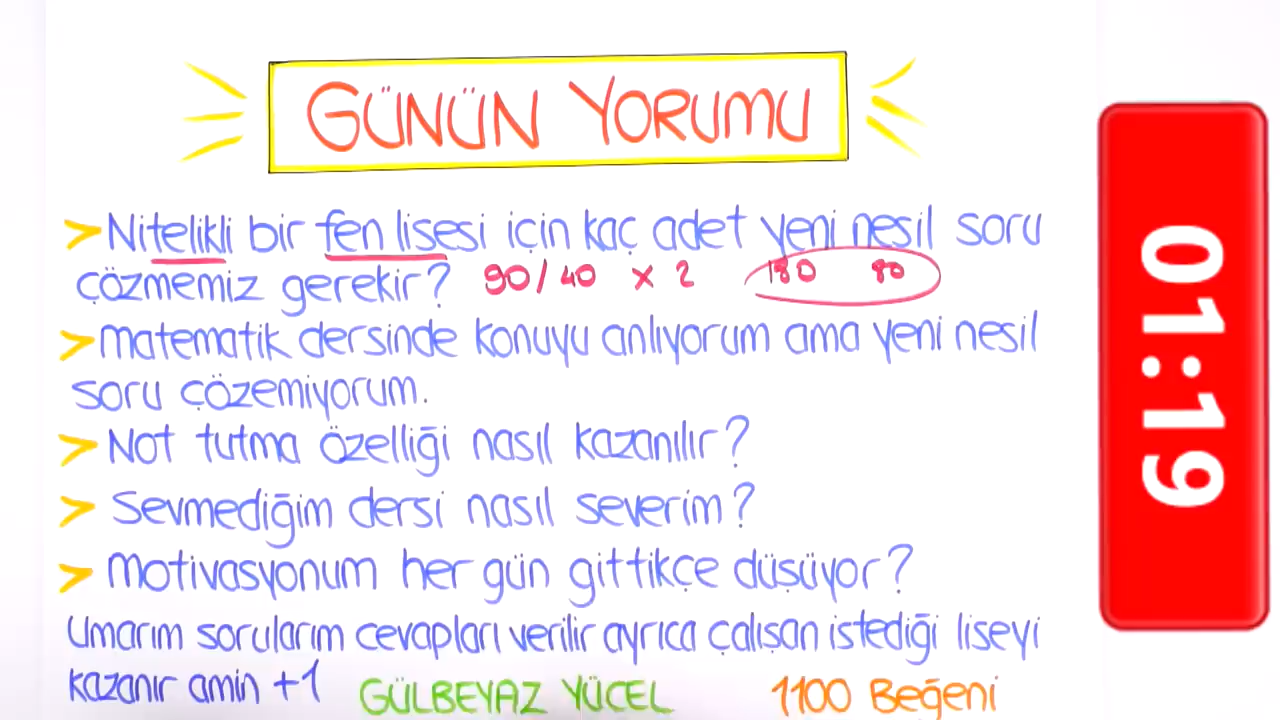 GÜNÜN YORUMU
> Nitelikli bir fen lisesi için kaç adet yeni nesil soru
çözmemiz gerekir? 90/40 x 2 180 80
> Matematik dersinde konuyu anlıyorum ama yeni nesil
soru çözemiyorum.
> Not tutma özelliği nasıl kazanılır?
> Sevmediğim dersi nasıl severim?
> Motivasyonum her gün gittikçe düşüyor?
Umarım sorularım cevapları verilir ayrıca çalışan istediği liseyi
kazanır amin +1
GÜLBEYAZ YÜCEL 1100 Beğeni
01:19